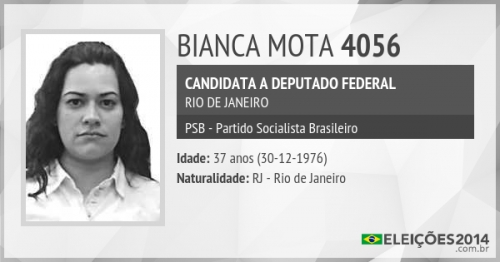 BIANCA MOTA 4056
CANDIDATA A DEPUTADO FEDERAL
RIO DE JANEIRO
PSB - Partido Socialista Brasileiro
Idade: 37 anos (30-12-1976)
Naturalidade: RJ - Rio de Janeiro
ELEIÇÕES2014
.com.br